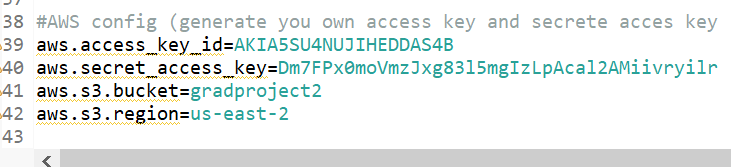 38 #AWS config (generate you own access key and secrete acces key
39 aws.access_key_id=AKIA5SU4NUJIHEDDAS4B
40 aws.secret_access_key=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
41 aws.s3.bucket=gradproject2
42 aws.s3.region=us-east-2
43